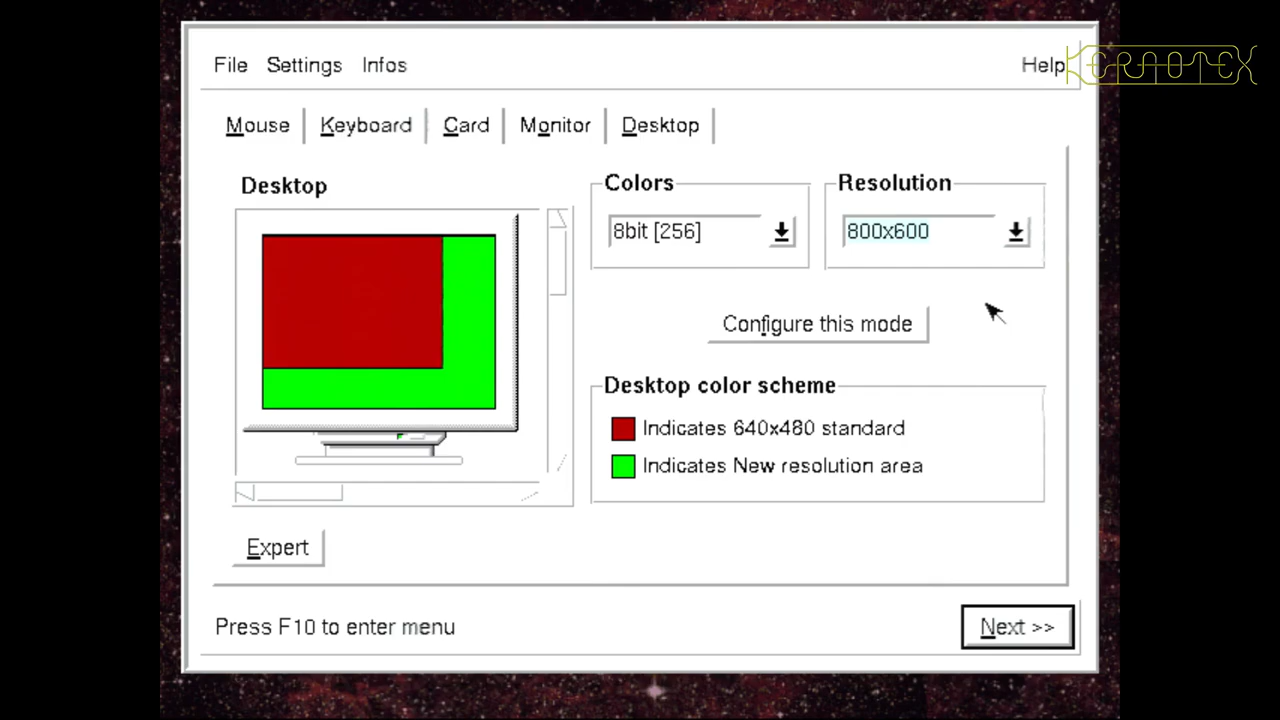 File Settings Infos Help
KERAOTEX
Mouse Keyboard Card Monitor Desktop
Desktop
Colors
8bit [256]
Resolution
800x600
Configure this mode
Desktop color scheme
Indicates 640x480 standard
Indicates New resolution area
Expert
Press F10 to enter menu
Next >>